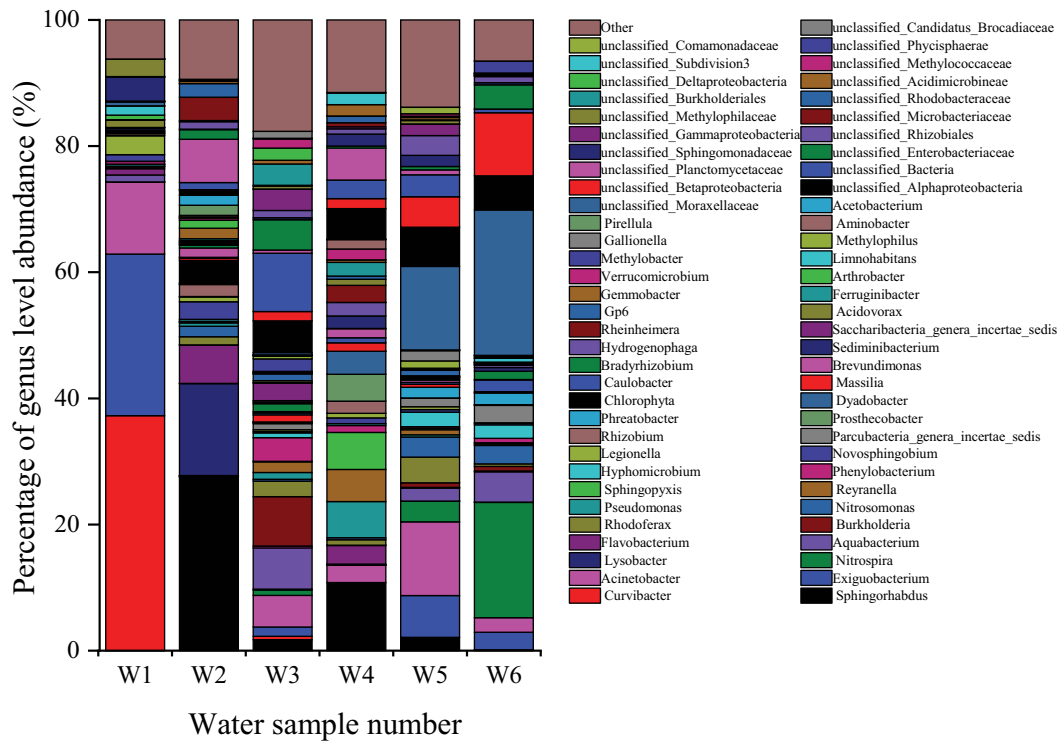 Percentage of genus level abundance (%)
100
80
60
40
20
0
W1 W2 W3 W4 W5 W6
Water sample number
Other
unclassified_Comamonadaceae
unclassified_Subdivision3
unclassified_Deltaproteobacteria
unclassified_Burkholderiales
unclassified_Methylophilaceae
unclassified_Gammaproteobacteria
unclassified_Sphingomonadaceae
unclassified_Planctomycetaceae
unclassified_Betaproteobacteria
unclassified_Moraxellaceae
Pirellula
Gallionella
Methylobacter
Verrucomicrobium
Gemmobacter
Gp6
Rheinheimera
Hydrogenophaga
Bradyrhizobium
Caulobacter
Chlorophyta
Phreatobacter
Rhizobium
Legionella
Hyphomicrobium
Sphingopyxis
Pseudomonas
Rhodoferax
Flavobacterium
Lysobacter
Acinetobacter
Curvibacter
unclassified_Candidatus_Brocadiaceae
unclassified_Phycisphaerae
unclassified_Methylococcaceae
unclassified_Acidimicrobineae
unclassified_Rhodobacteraceae
unclassified_Microbacteriaceae
unclassified_Rhizobiales
unclassified_Enterobacteriaceae
unclassified_Bacteria
unclassified_Alphaproteobacteria
Acetobacterium
Aminobacter
Methylophilus
Limnohabitans
Arthrobacter
Ferruginibacter
Acidovorax
Saccharibacteria_genera_incertae_sedis
Sediminibacterium
Brevundimonas
Massilia
Dyadobacter
Prosthecobacter
Parcubacteria_genera_incertae_sedis
Novosphingobium
Phenylobacterium
Reyranella
Nitrosomonas
Burkholderia
Aquabacterium
Nitrospira
Exiguobacterium
Sphingorhabdus